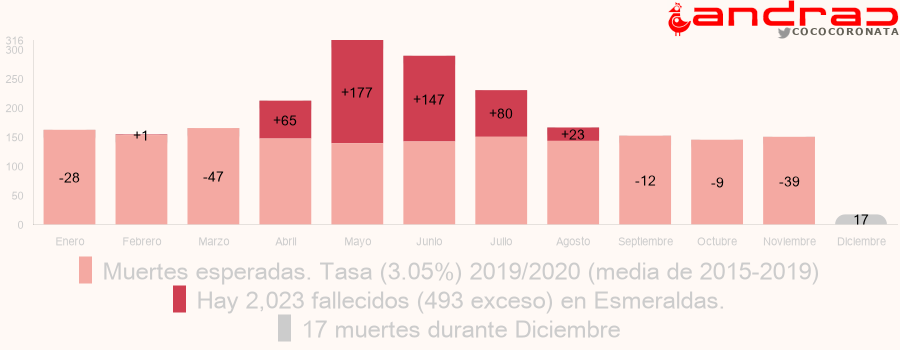 andrab
COCOCORONATA
316
300
250
200
150
100
50
0
-28
+1
-47
+65
+177
+147
+80
+23
-12
-9
-39
17
Enero
Febrero
Marzo
Abril
Mayo
Junio
Julio
Agosto
Septiembre
Octubre
Noviembre
Diciembre
Muertes esperadas. Tasa (3.05%) 2019/2020 (media de 2015-2019)
Hay 2,023 fallecidos (493 exceso) en Esmeraldas.
17 muertes durante Diciembre